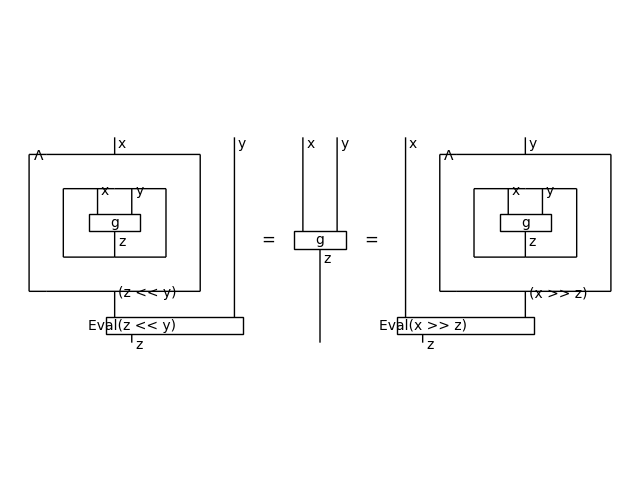 x y x y x y
Λ Λ
x y x y
g g
z z
= g =
z
(z << y) (x >> z)
Eval(z << y) Eval(x >> z)
z z